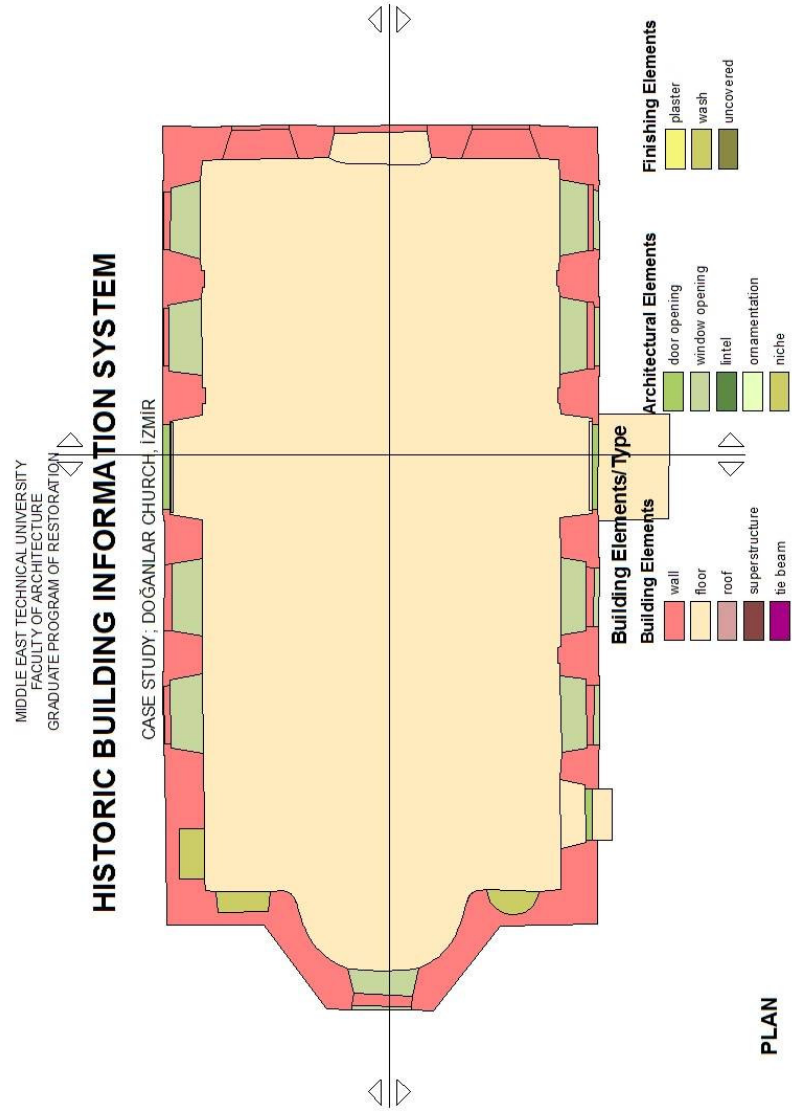 MIDDLE EAST TECHNICAL UNIVERSITY
FACULTY OF ARCHITECTURE
GRADUATE PROGRAM OF RESTORATION
HISTORIC BUILDING INFORMATION SYSTEM
CASE STUDY; DOĞANLAR CHURCH, İZMİR
Building Elements/Type
Building Elements
wall
floor
roof
superstructure
tie beam
Architectural Elements
door opening
window opening
lintel
ornamentation
niche
Finishing Elements
plaster
wash
uncovered
PLAN